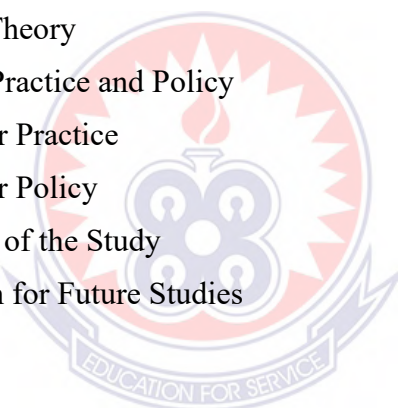 Theory
Practice and Policy
r Practice
r Policy
of the Study
n for Future Studies
EDUCATION FOR SERVICE